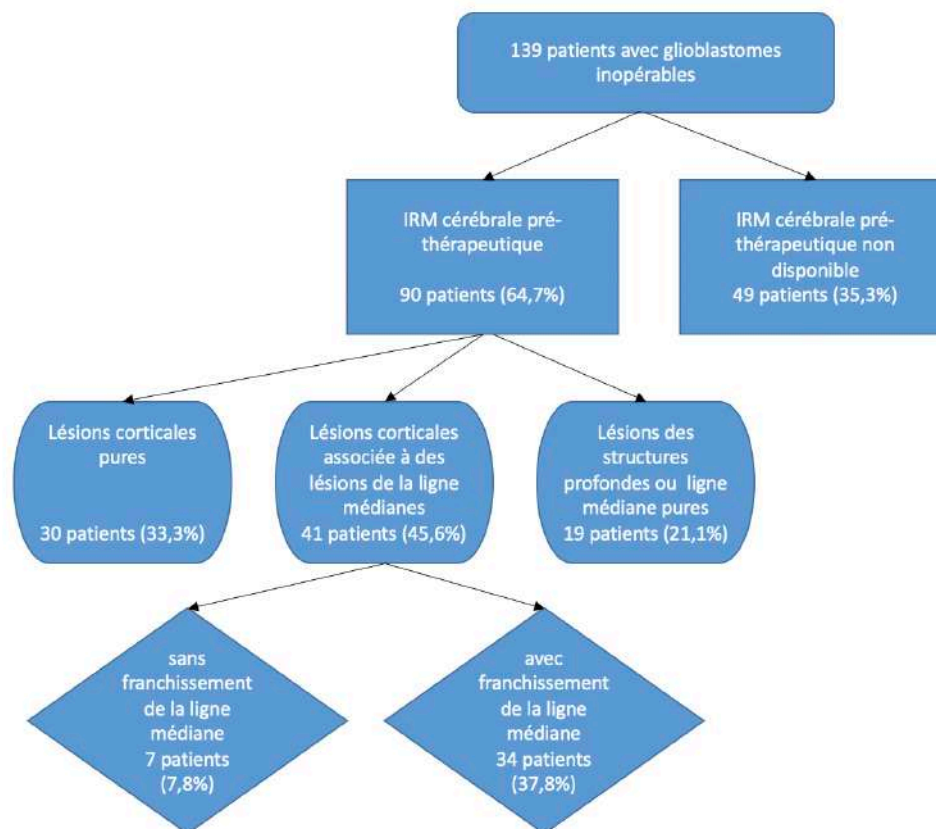 139 patients avec glioblastomes
inopérables
IRM cérébrale pré-
thérapeutique
90 patients (64,7%)
IRM cérébrale pré-
thérapeutique non
disponible
49 patients (35,3%)
Lésions corticales
pures
30 patients (33,3%)
Lésions corticales
associée à des
lésions de la ligne
médianes
41 patients (45,6%)
Lésions des
structures
profondes ou ligne
médiane pures
19 patients (21,1%)
sans
franchissement
de la ligne
médiane
7 patients
(7,8%)
avec
franchissement
de la ligne
médiane
34 patients
(37,8%)